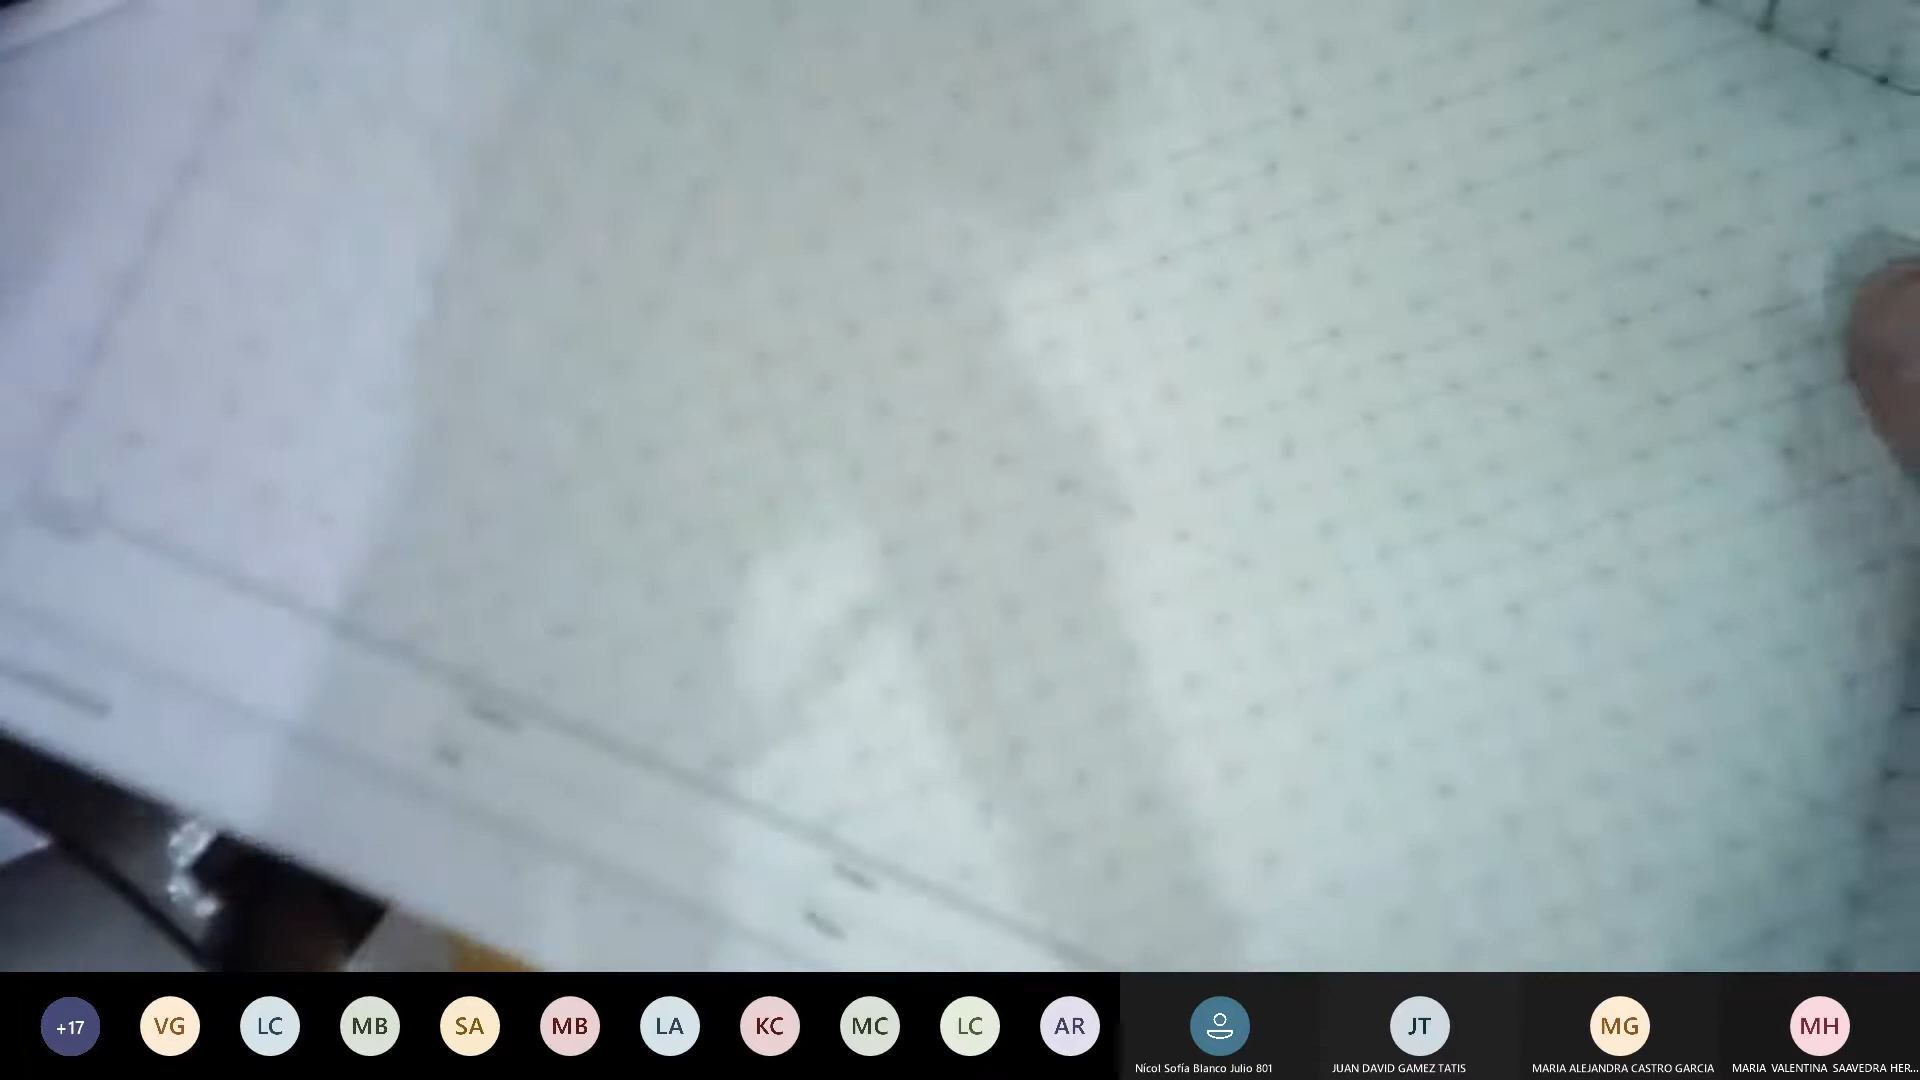 +17 VG LC MB SA MB LA KC MC LC AR JT MG MH
Nícol Sofía Blanco Julio 801 JUAN DAVID GAMEZ TATIS MARIA ALEJANDRA CASTRO GARCIA MARIA VALENTINA SAAVEDRA HER...